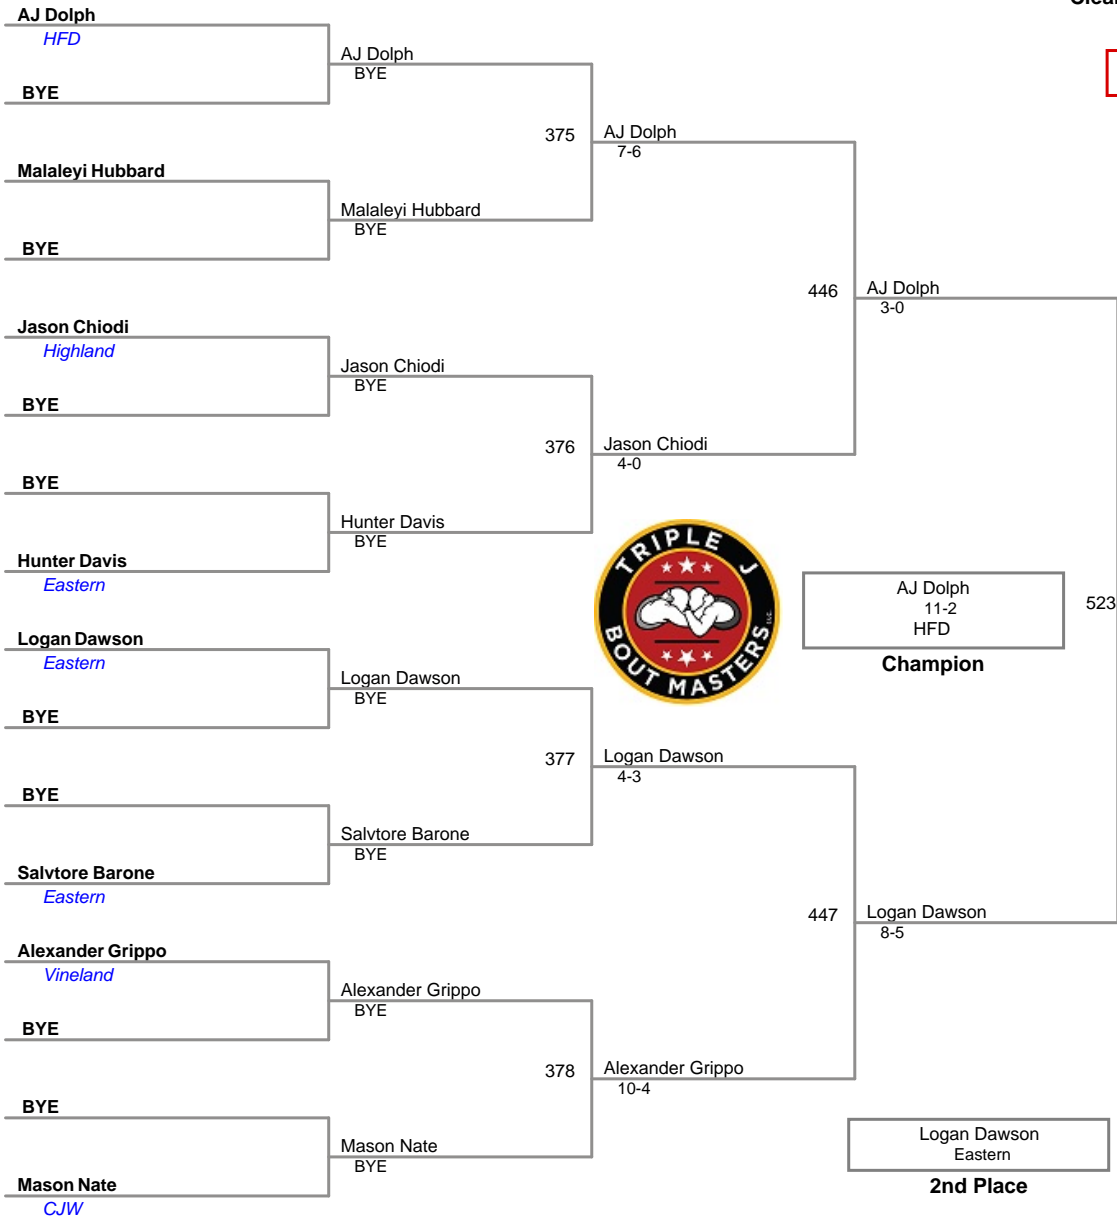 AJ Dolph
HFD
BYE
Malaleyi Hubbard
BYE
Jason Chiodi
Highland
BYE
BYE
Hunter Davis
Eastern
Logan Dawson
Eastern
BYE
BYE
Salvtore Barone
Eastern
Alexander Grippo
Vineland
BYE
BYE
Mason Nate
CJW
AJ Dolph
BYE
Malaleyi Hubbard
BYE
Jason Chiodi
BYE
Hunter Davis
BYE
Logan Dawson
BYE
Salvtore Barone
BYE
Alexander Grippo
BYE
Mason Nate
BYE
375
376
377
378
AJ Dolph
7-6
Jason Chiodi
4-0
Logan Dawson
4-3
Alexander Grippo
10-4
TRIPLE J
BOUT MASTERS
446
447
AJ Dolph
3-0
Logan Dawson
8-5
AJ Dolph
11-2
HFD
Champion
523
Logan Dawson
Eastern
2nd Place